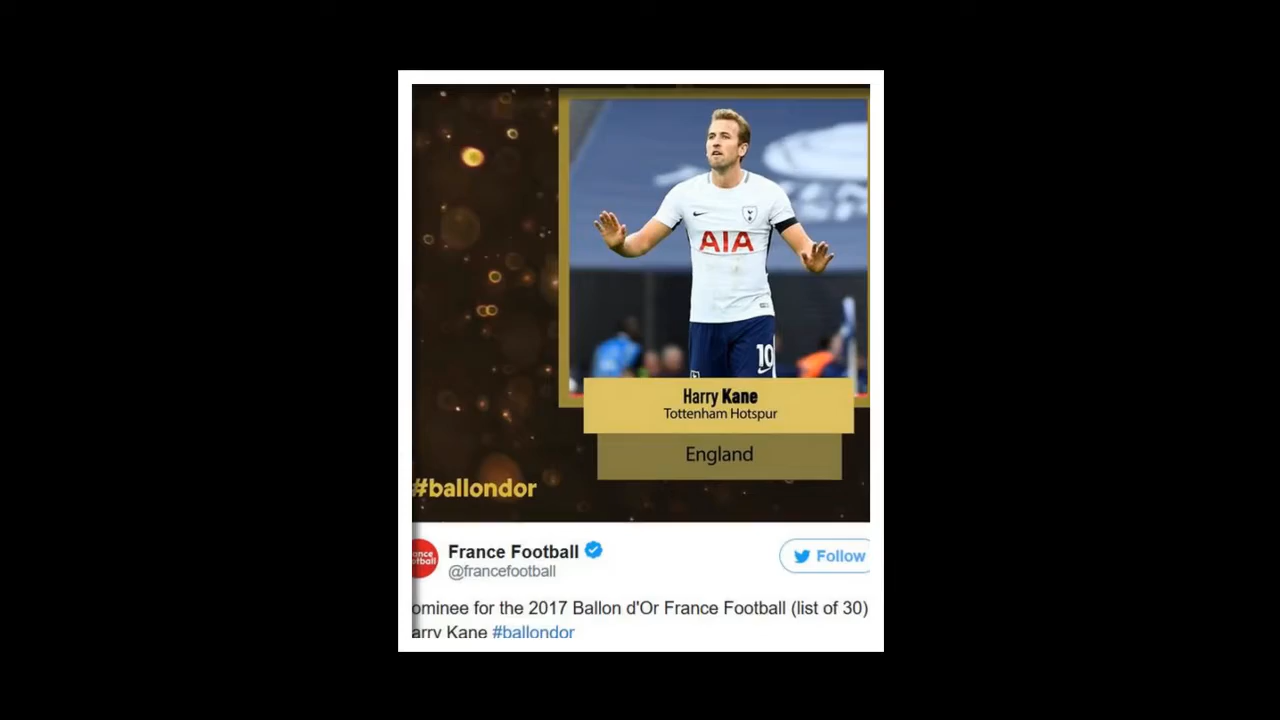 AIA
10
Harry Kane
Tottenham Hotspur
England
#ballondor
France Football
@francefootball
Follow
ominee for the 2017 Ballon d'Or France Football (list of 30)
arry Kane #ballondor